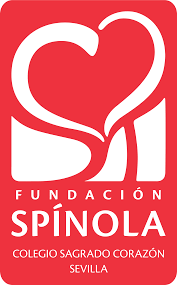 FUNDACIÓN
SPÍNOLA
COLEGIO SAGRADO CORAZÓN
SEVILLA